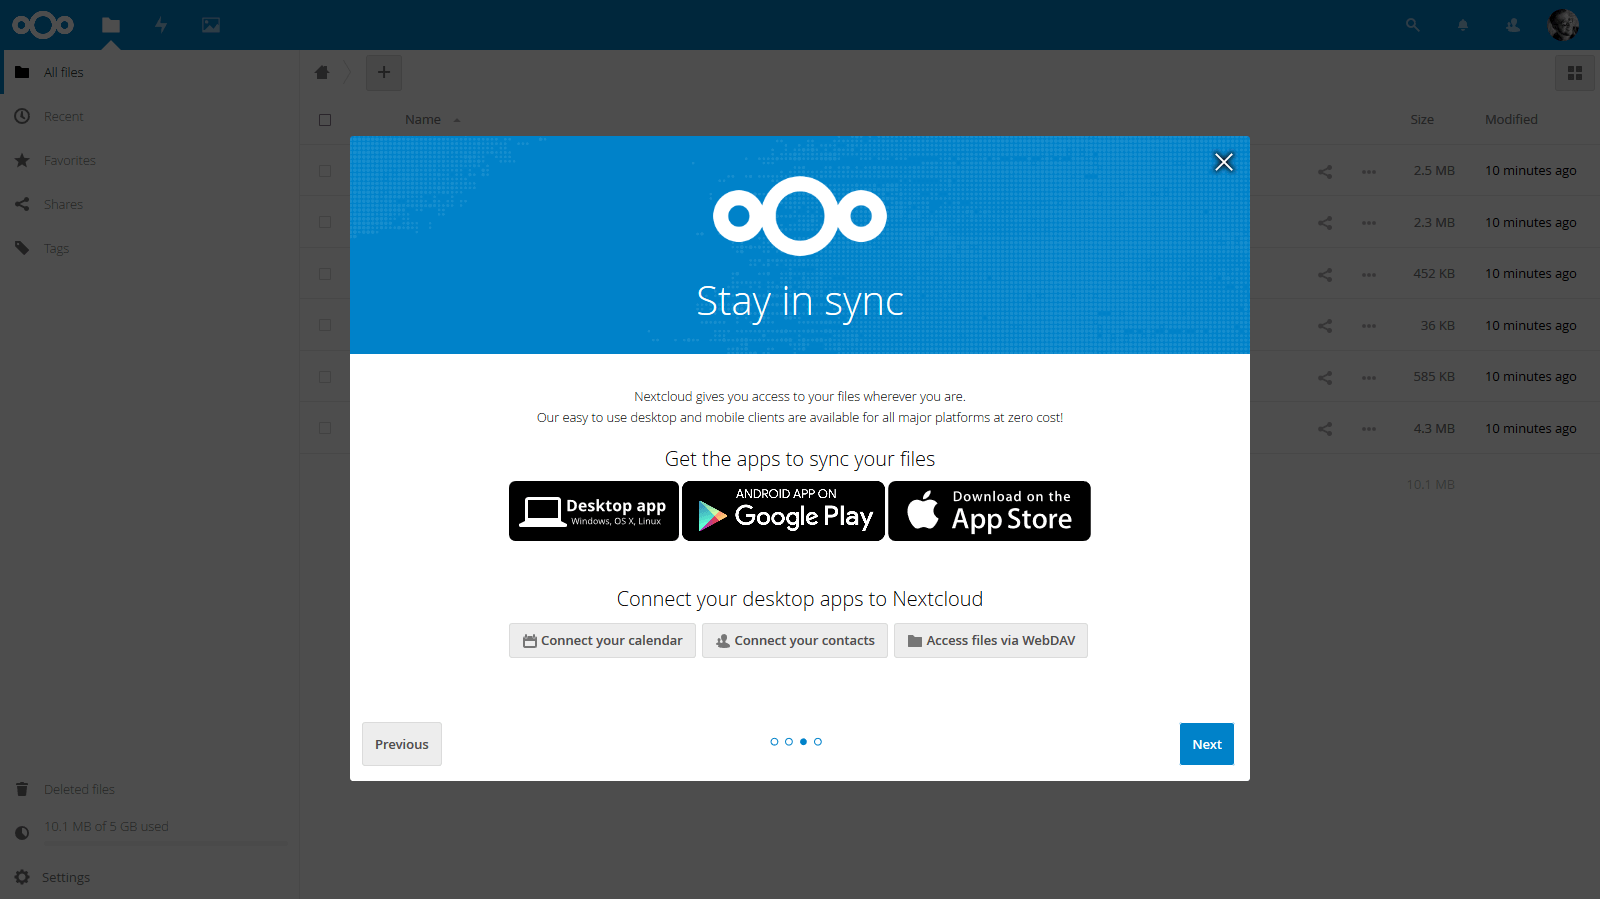 All files
Recent
Favorites
Shares
Tags
Name
Size
Modified
2.5 MB
10 minutes ago
2.3 MB
10 minutes ago
452 KB
10 minutes ago
36 KB
10 minutes ago
585 KB
10 minutes ago
4.3 MB
10 minutes ago
10.1 MB
Stay in sync
Nextcloud gives you access to your files wherever you are.
Our easy to use desktop and mobile clients are available for all major platforms at zero cost!
Get the apps to sync your files
Desktop app
Windows, OS X, Linux
ANDROID APP ON
Google Play
Download on the
App Store
Connect your desktop apps to Nextcloud
Connect your calendar
Connect your contacts
Access files via WebDAV
Previous
Next
Deleted files
10.1 MB of 5 GB used
Settings